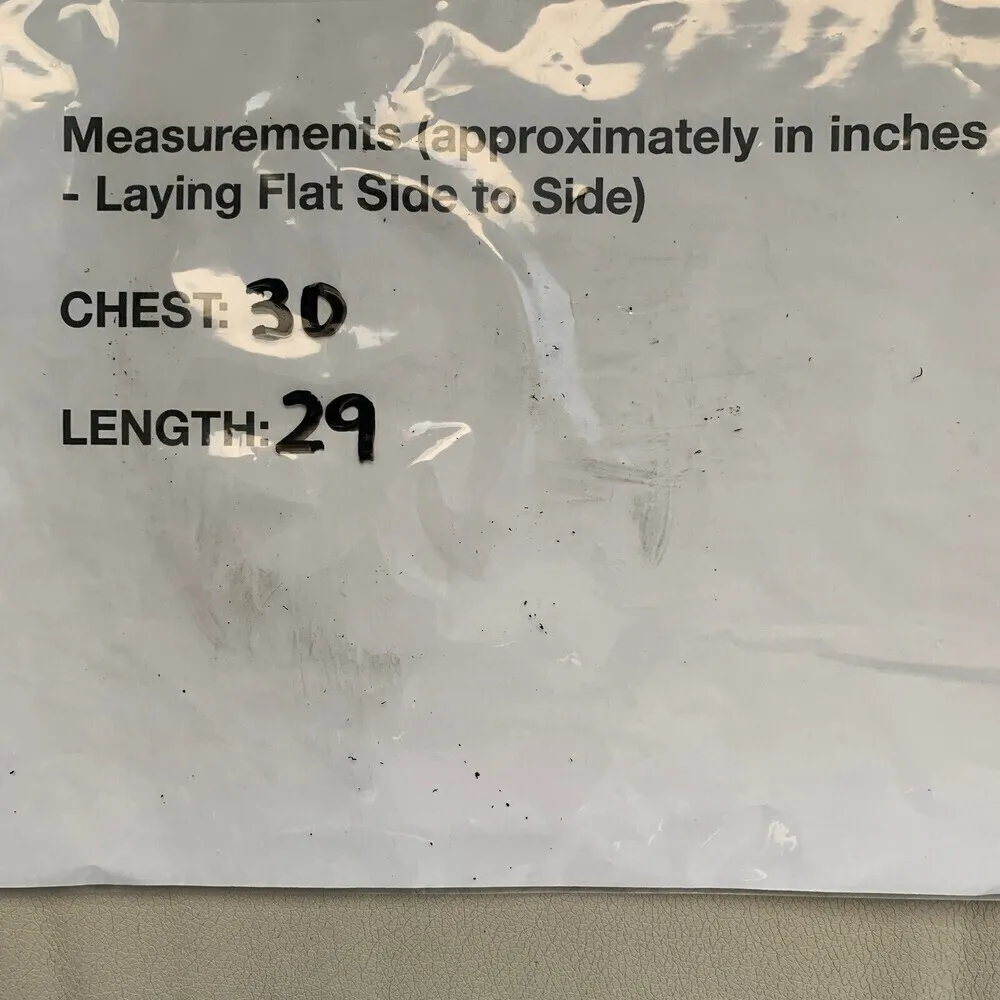 Measurements (approximately in inches
- Laying Flat Side to Side)
CHEST: 30
LENGTH: 29